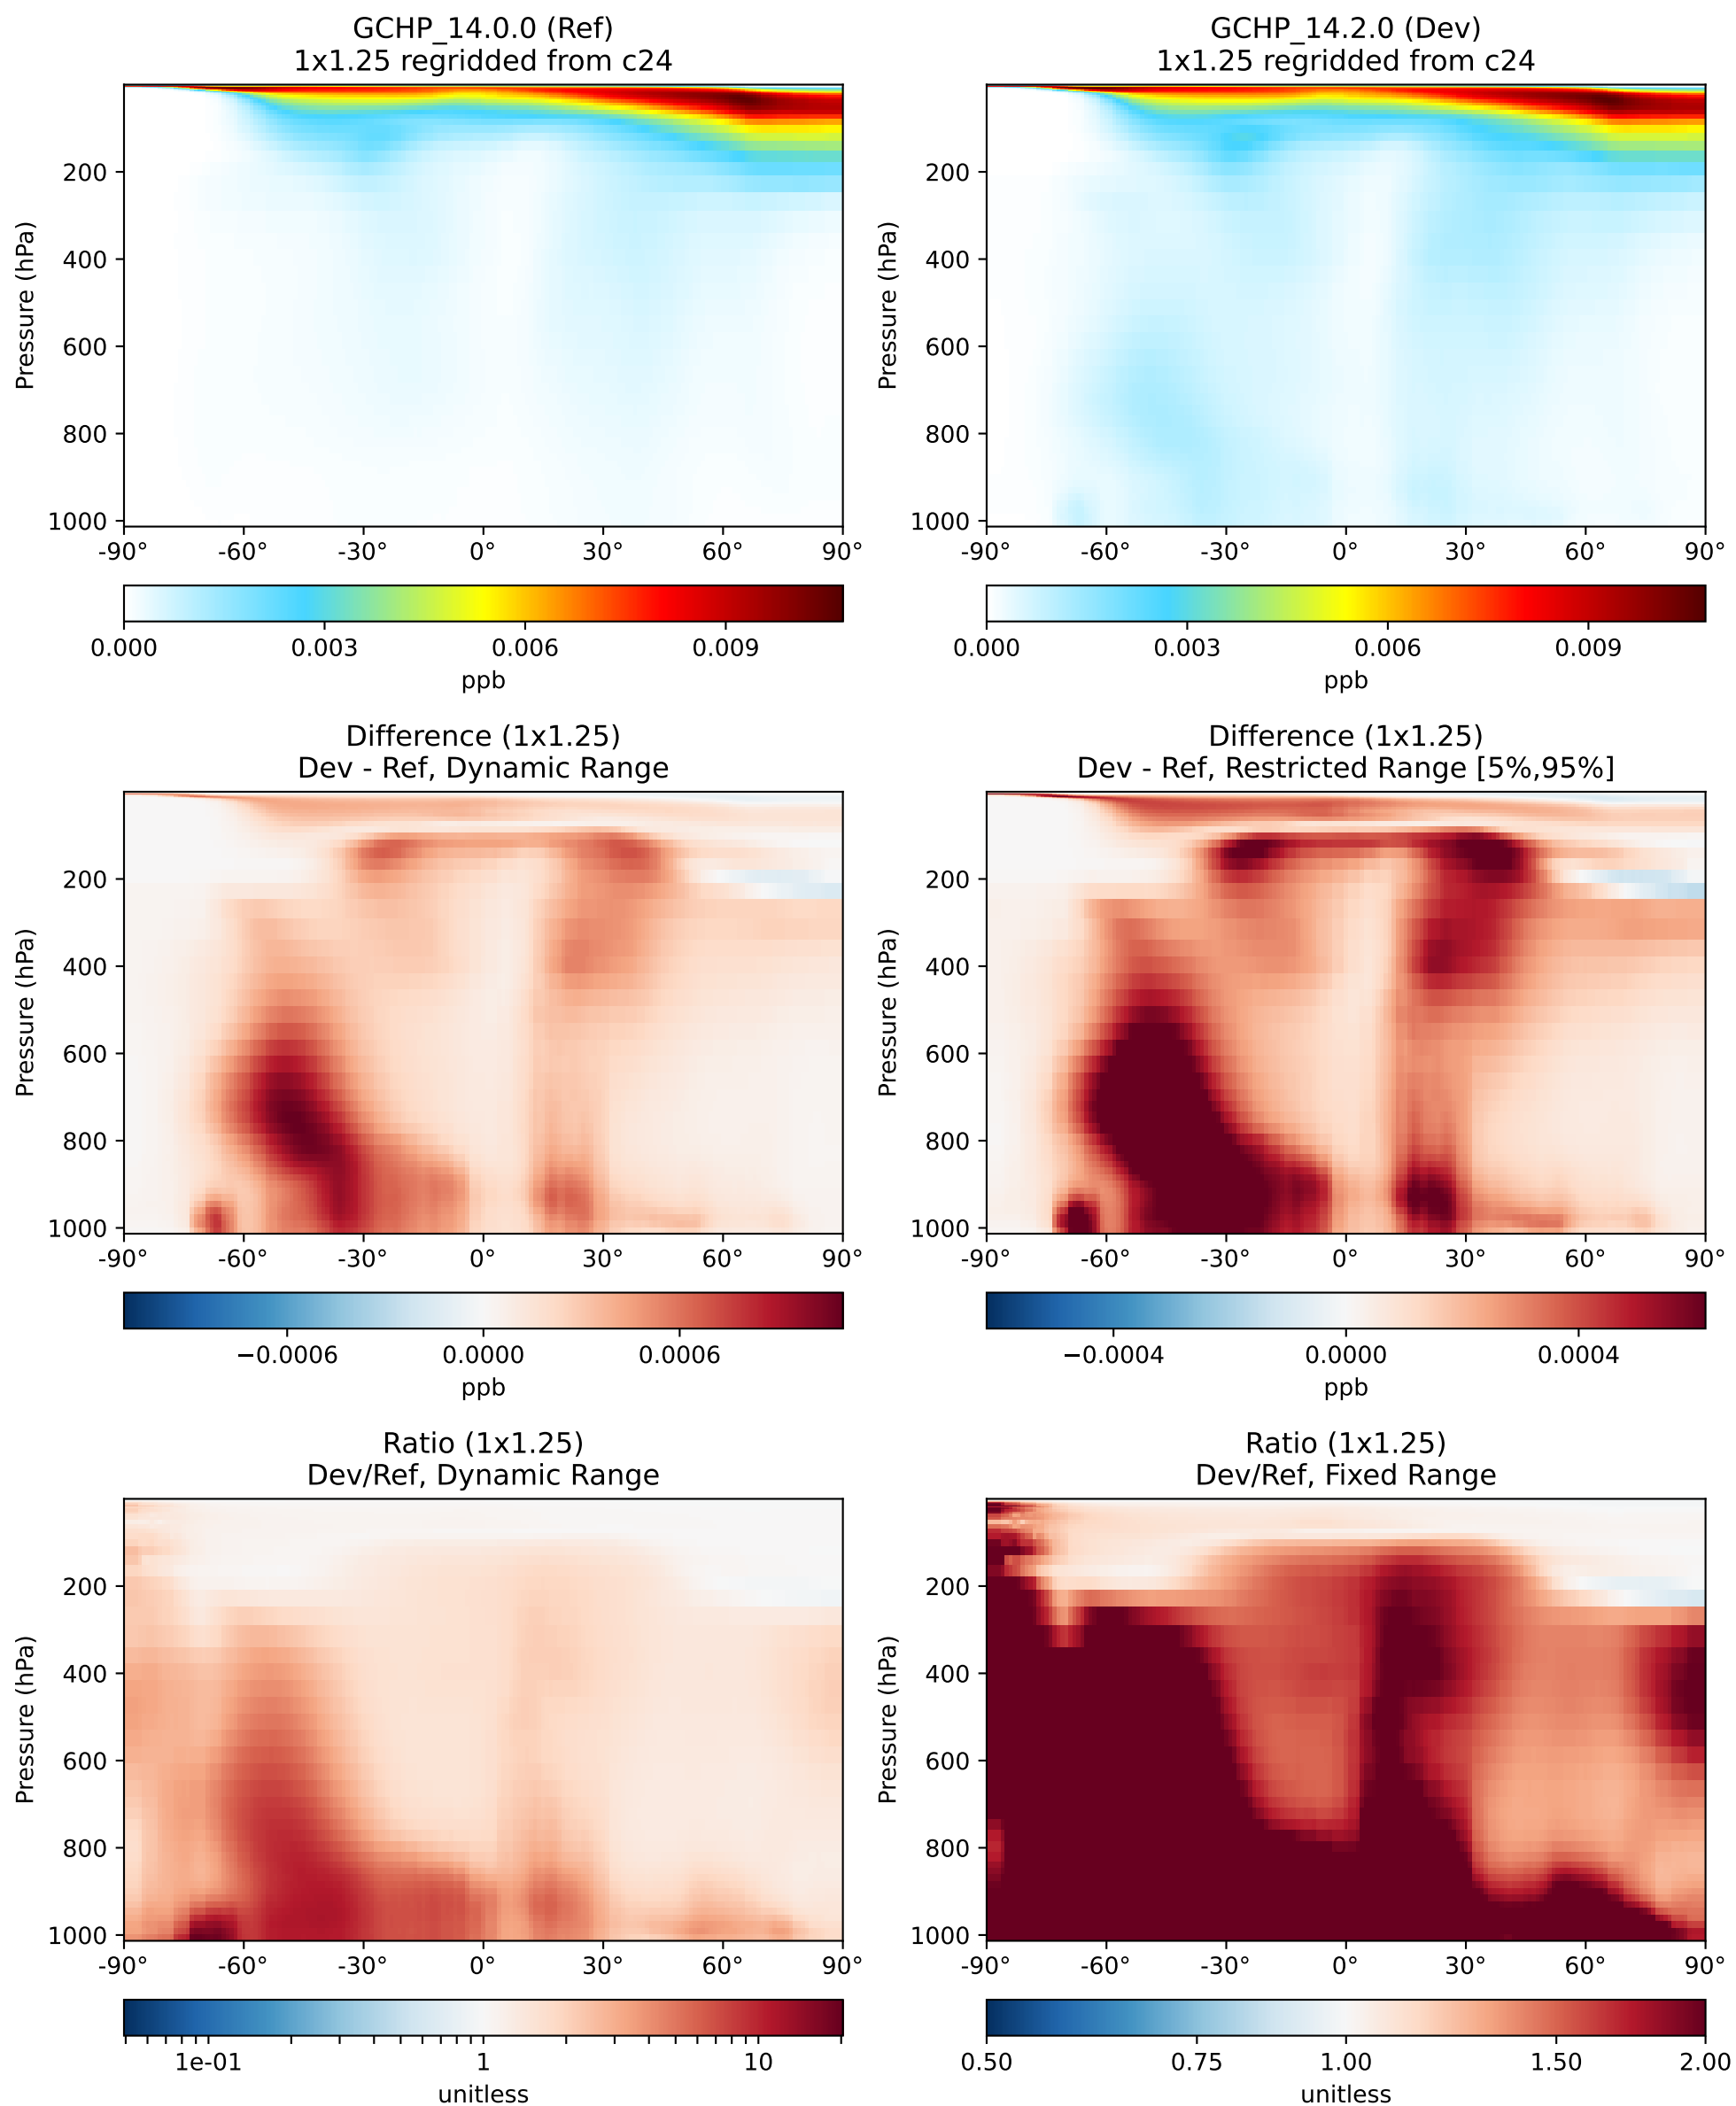 GCHP_14.0.0 (Ref)
1x1.25 regridded from c24
Pressure (hPa)
200
400
600
800
1000
-90° -60° -30° 0° 30° 60° 90°
0.000 0.003 0.006 0.009
ppb
GCHP_14.2.0 (Dev)
1x1.25 regridded from c24
Pressure (hPa)
200
400
600
800
1000
-90° -60° -30° 0° 30° 60° 90°
0.000 0.003 0.006 0.009
ppb
Difference (1x1.25)
Dev - Ref, Dynamic Range
Pressure (hPa)
200
400
600
800
1000
-90° -60° -30° 0° 30° 60° 90°
−0.0006 0.0000 0.0006
ppb
Difference (1x1.25)
Dev - Ref, Restricted Range [5%,95%]
Pressure (hPa)
200
400
600
800
1000
-90° -60° -30° 0° 30° 60° 90°
−0.0004 0.0000 0.0004
ppb
Ratio (1x1.25)
Dev/Ref, Dynamic Range
Pressure (hPa)
200
400
600
800
1000
-90° -60° -30° 0° 30° 60° 90°
1e-01 1 10
unitless
Ratio (1x1.25)
Dev/Ref, Fixed Range
Pressure (hPa)
200
400
600
800
1000
-90° -60° -30° 0° 30° 60° 90°
0.50 0.75 1.00 1.50 2.00
unitless